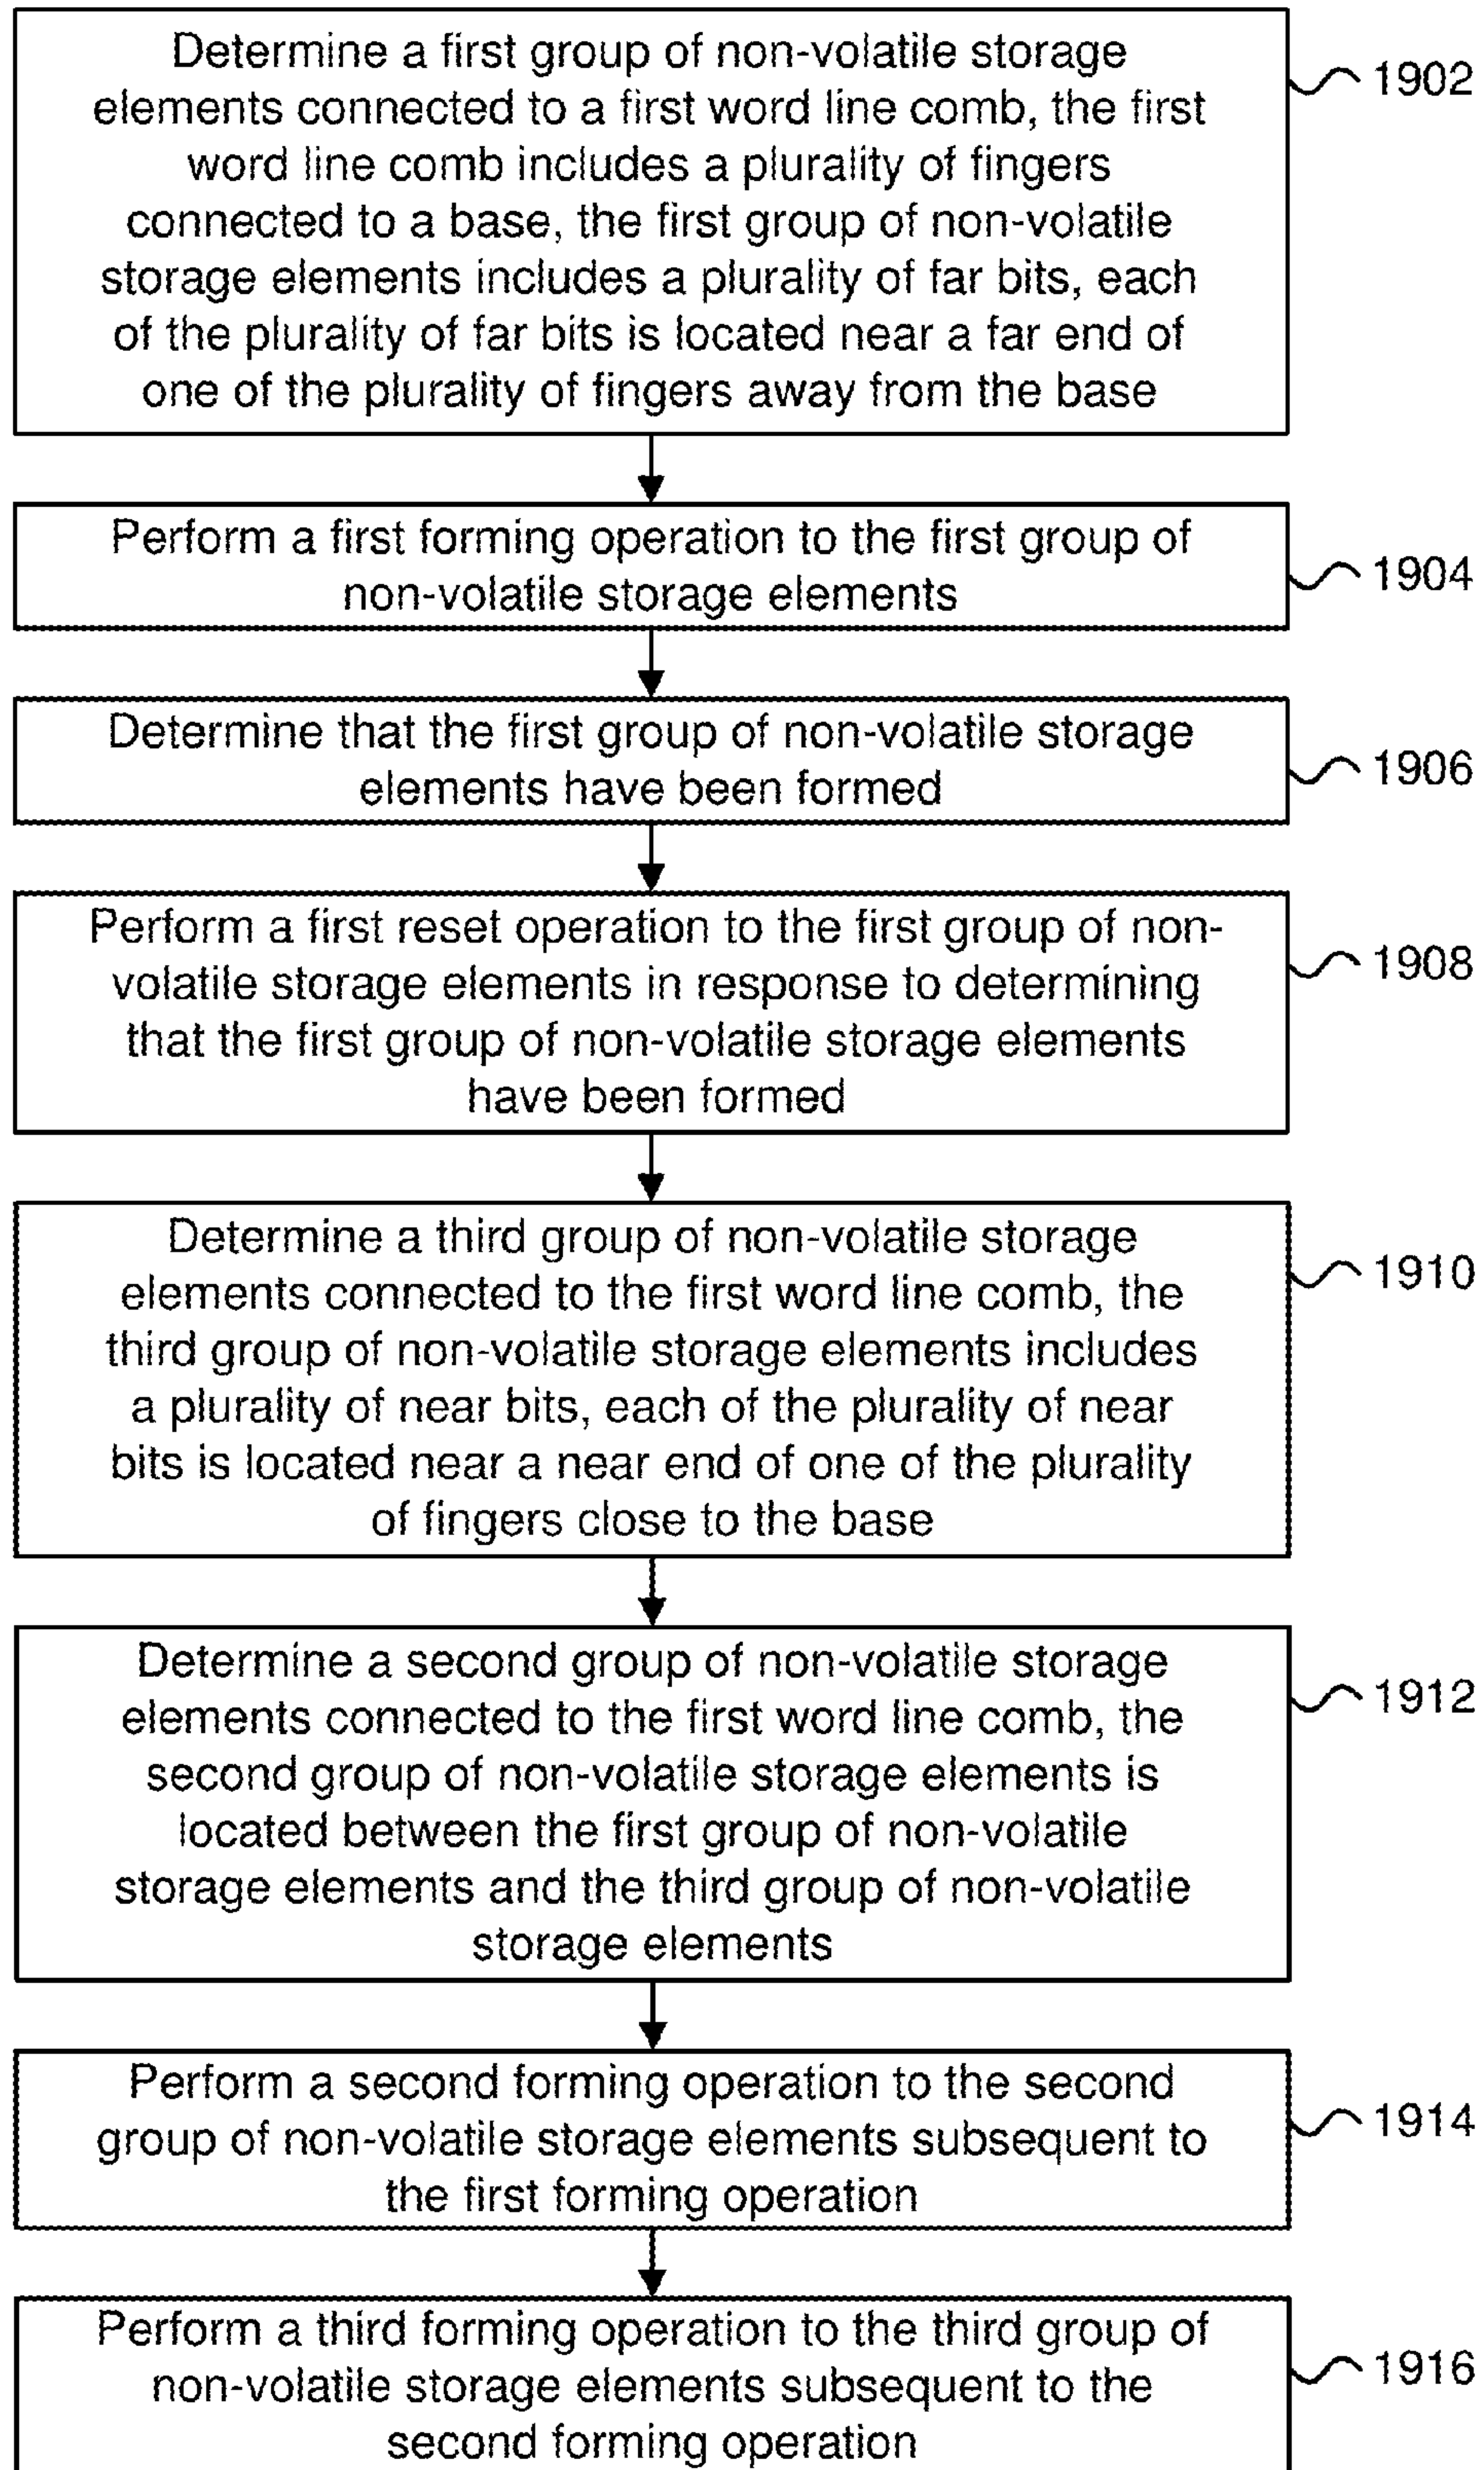 Determine a first group of non-volatile storage
elements connected to a first word line comb, the first
word line comb includes a plurality of fingers
connected to a base, the first group of non-volatile
storage elements includes a plurality of far bits, each
of the plurality of far bits is located near a far end of
one of the plurality of fingers away from the base
1902
Perform a first forming operation to the first group of
non-volatile storage elements
1904
Determine that the first group of non-volatile storage
elements have been formed
1906
Perform a first reset operation to the first group of non-
volatile storage elements in response to determining
that the first group of non-volatile storage elements
have been formed
1908
Determine a third group of non-volatile storage
elements connected to the first word line comb, the
third group of non-volatile storage elements includes
a plurality of near bits, each of the plurality of near
bits is located near a near end of one of the plurality
of fingers close to the base
1910
Determine a second group of non-volatile storage
elements connected to the first word line comb, the
second group of non-volatile storage elements is
located between the first group of non-volatile
storage elements and the third group of non-volatile
storage elements
1912
Perform a second forming operation to the second
group of non-volatile storage elements subsequent to
the first forming operation
1914
Perform a third forming operation to the third group of
non-volatile storage elements subsequent to the
second forming operation
1916